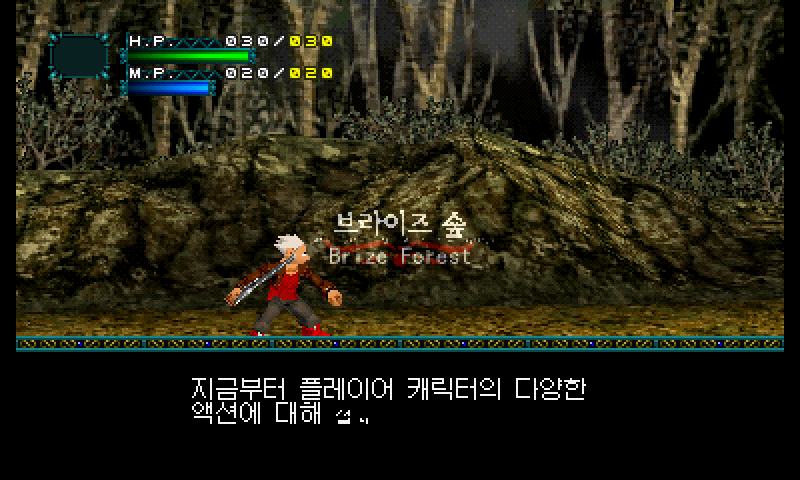 H.P. 030/030
M.P. 020/020
브라이즈 숲
Brize Forest
지금부터 플레이어 캐릭터의 다양한
액션에 대해